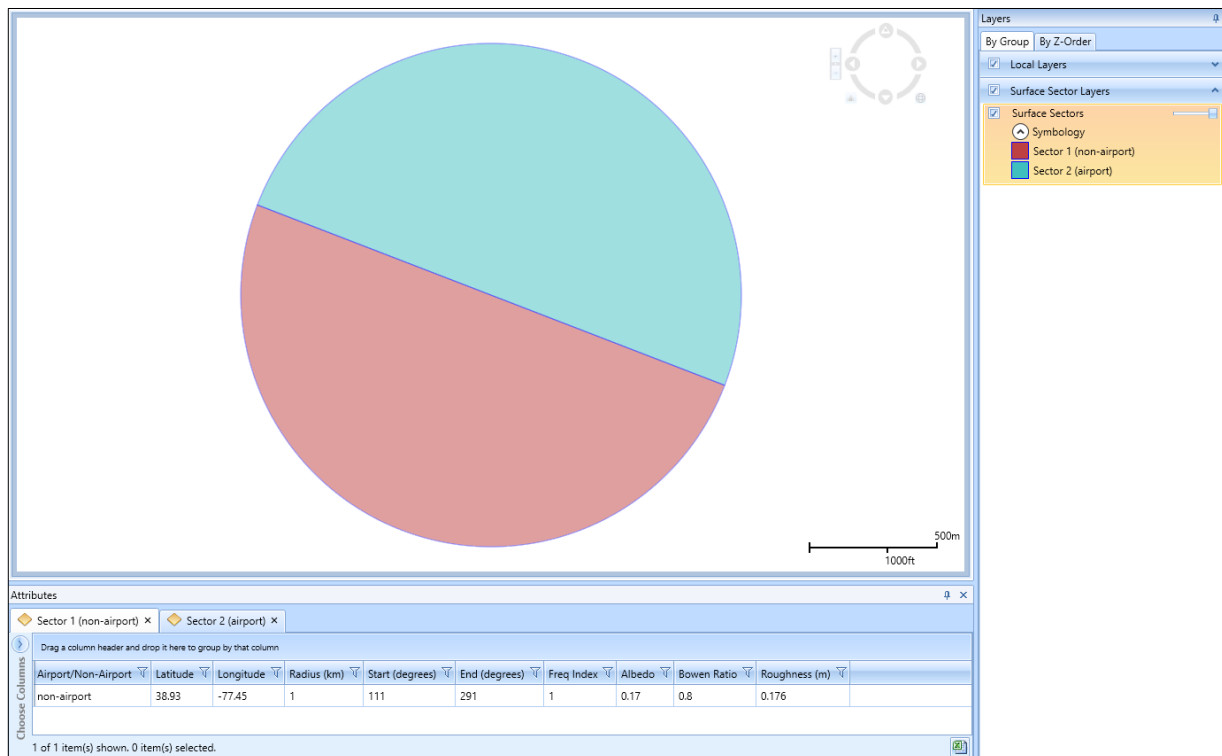 Layers
By Group By Z-Order
Local Layers
Surface Sector Layers
Surface Sectors
Symbology
Sector 1 (non-airport)
Sector 2 (airport)
500m
1000ft
Attributes
Sector 1 (non-airport) × Sector 2 (airport) ×
Drag a column header and drop it here to group by that column
Choose Columns
Airport/Non-Airport Latitude Longitude Radius (km) Start (degrees) End (degrees) Freq Index Albedo Bowen Ratio Roughness (m)
non-airport 38.93 -77.45 1 111 291 1 0.17 0.8 0.176
1 of 1 item(s) shown. 0 item(s) selected.